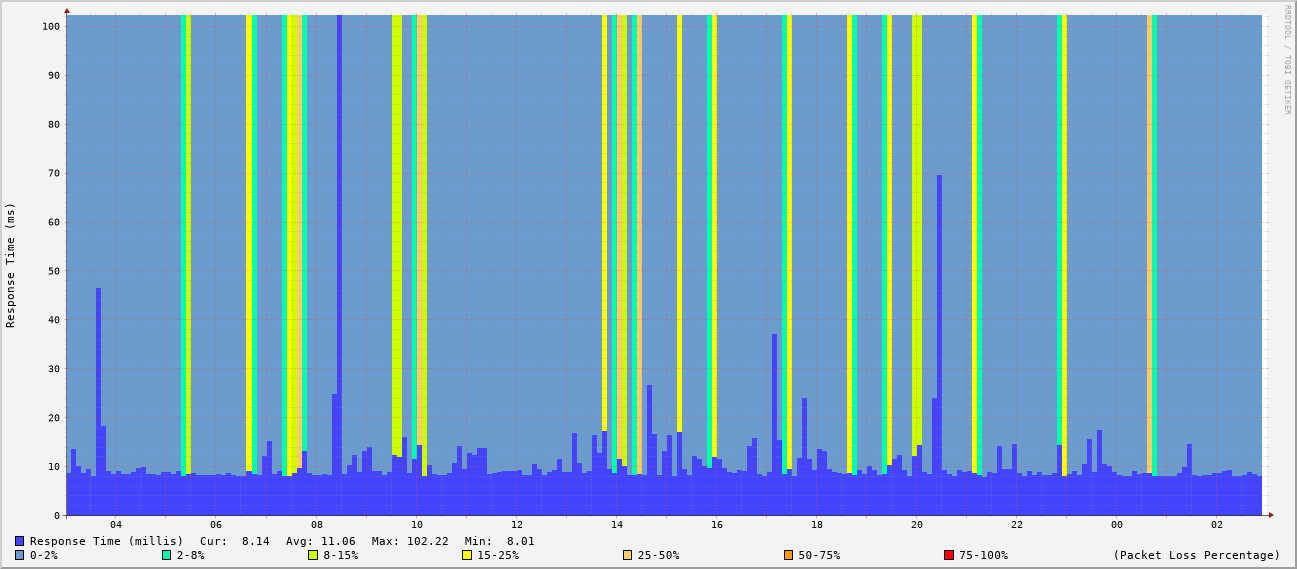 RRDTOOL / TOBI OETIKER
Response Time (ms)
100
90
80
70
60
50
40
30
20
10
0
04 06 08 10 12 14 16 18 20 22 00 02
Response Time (millis) Cur: 8.14 Avg: 11.06 Max: 102.22 Min: 8.01
0-2% 2-8% 8-15% 15-25% 25-50% 50-75% 75-100% (Packet Loss Percentage)